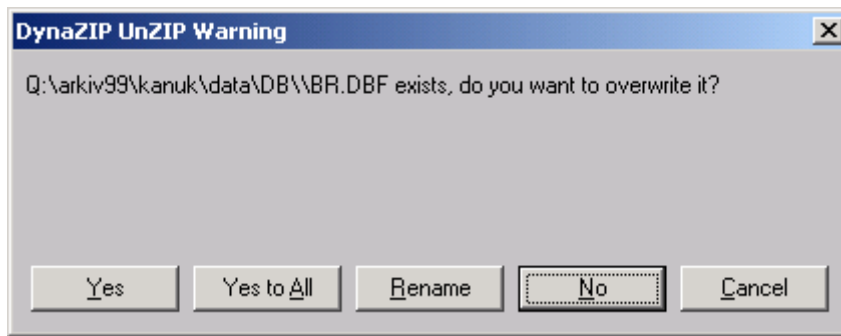 DynaZIP UnZIP Warning
Q:\arkiv99\kanuk\data\DB\\BR.DBF exists, do you want to overwrite it?
Yes Yes to All Rename No Cancel